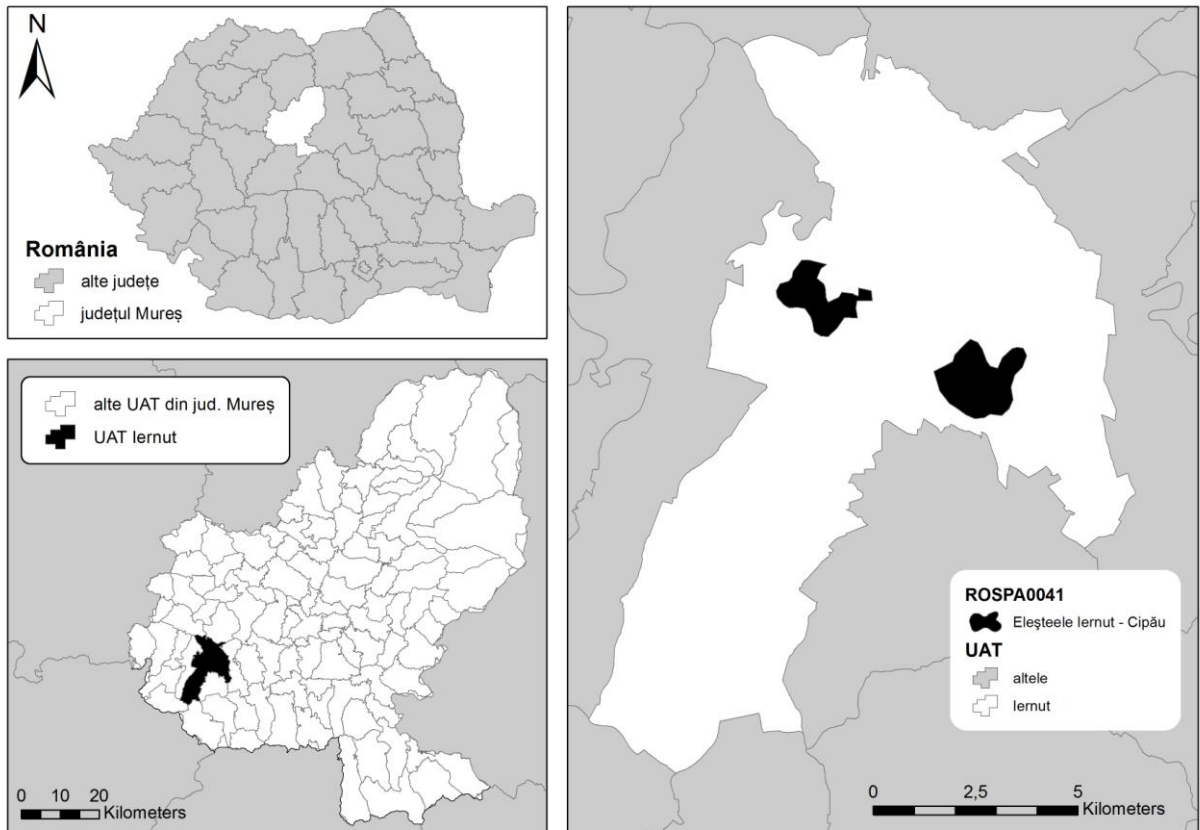 N
România
alte județe
județul Mureș
alte UAT din jud. Mureș
UAT Iernut
0 10 20
Kilometers
ROSPA0041
Eleşteele Iernut - Cipău
UAT
altele
Iernut
0 2,5 5
Kilometers